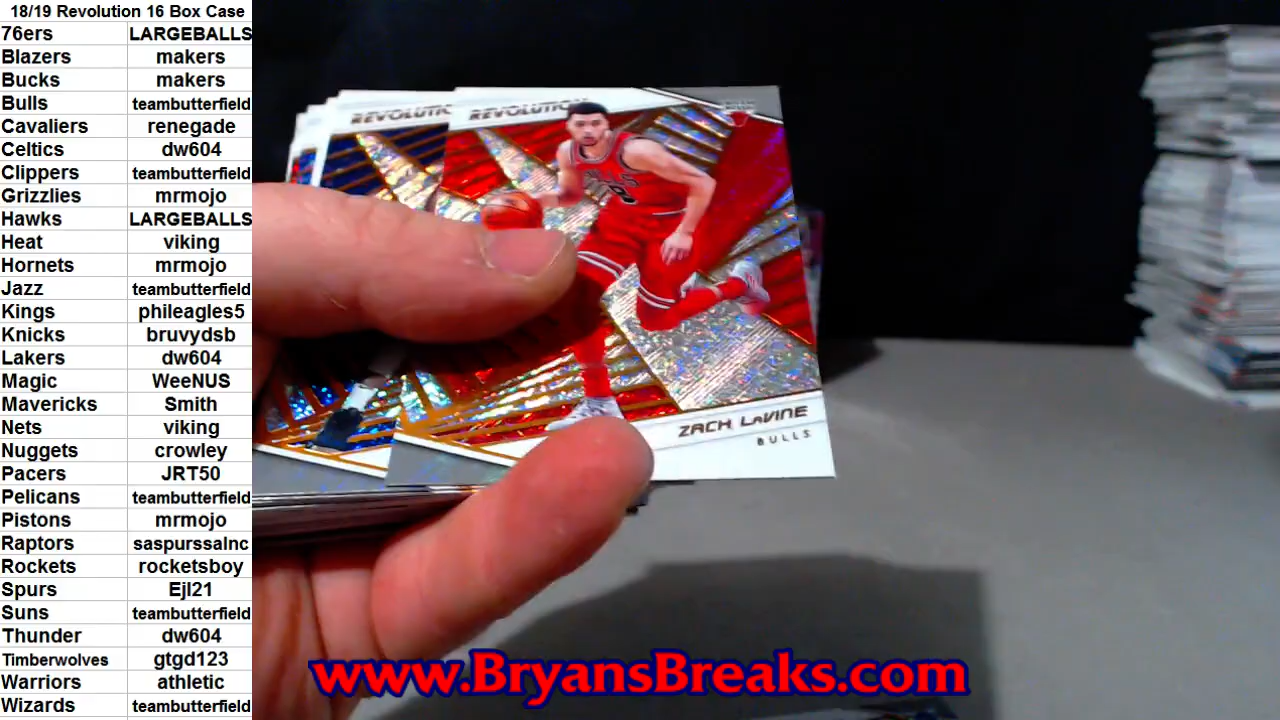 18/19 Revolution 16 Box Case
76ers LARGEBALLS
Blazers makers
Bucks makers
Bulls teambutterfield
Cavaliers renegade
Celtics dw604
Clippers teambutterfield
Grizzlies mrmojo
Hawks LARGEBALLS
Heat viking
Hornets mrmojo
Jazz teambutterfield
Kings phileagles5
Knicks bruvydsb
Lakers dw604
Magic WeeNUS
Mavericks Smith
Nets viking
Nuggets crowley
Pacers JRT50
Pelicans teambutterfield
Pistons mrmojo
Raptors saspurssalnc
Rockets rocketsboy
Spurs Ejl21
Suns teambutterfield
Thunder dw604
Timberwolves gtgd123
Warriors athletic
Wizards teambutterfield
REVOLUTION
ZACH LaVINE
BULLS
www.BryansBreaks.com